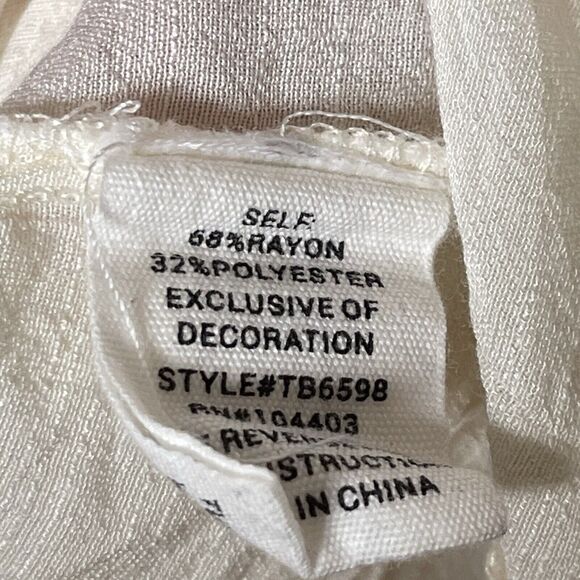 SELF:
68%RAYON
32%POLYESTER
EXCLUSIVE OF
DECORATION
STYLE#TB6598
RN#104403
IN CHINA